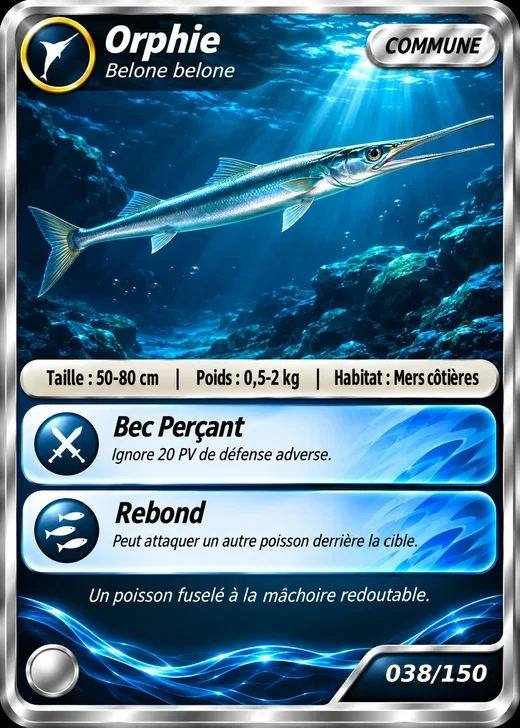 Orphie
Belone belone
COMMUNE
Taille : 50-80 cm | Poids : 0,5-2 kg | Habitat : Mers côtières
Bec Perçant
Ignore 20 PV de défense adverse.
Rebond
Peut attaquer un autre poisson derrière la cible.
Un poisson fuselé à la mâchoire redoutable.
038/150